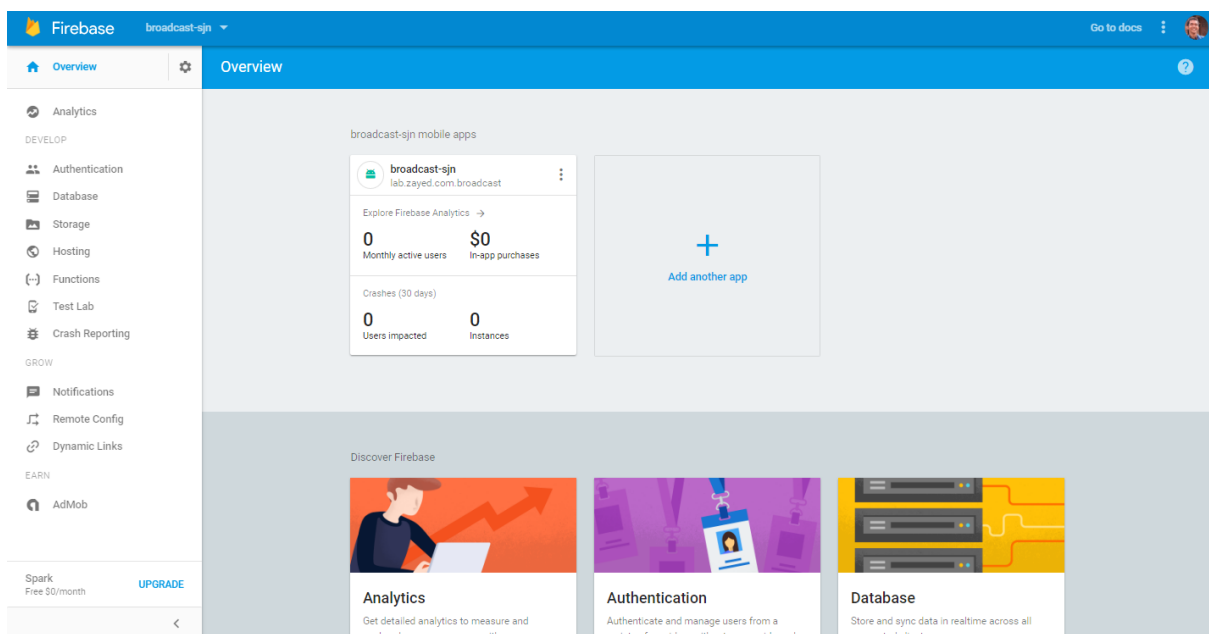 Firebase
broadcast-sjn
Go to docs
Overview
Overview
Analytics
DEVELOP
Authentication
Database
Storage
Hosting
Functions
Test Lab
Crash Reporting
GROW
Notifications
Remote Config
Dynamic Links
EARN
AdMob
Spark
Free $0/month
UPGRADE
broadcast-sjn mobile apps
broadcast-sjn
lab.zayed.com.broadcast
Explore Firebase Analytics
0 $0
Monthly active users In-app purchases
Crashes (30 days)
0 0
Users impacted Instances
Add another app
Discover Firebase
Analytics
Get detailed analytics to measure and
Authentication
Authenticate and manage users from a
Database
Store and sync data in realtime across all